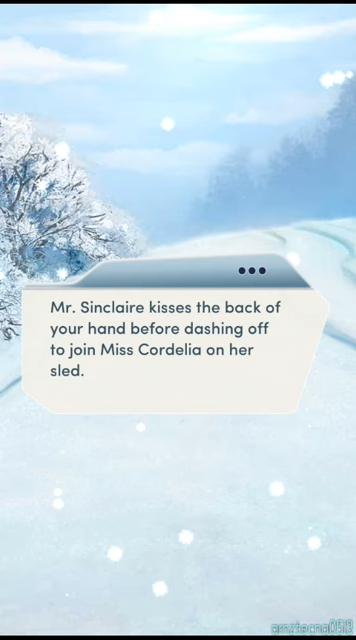 Mr. Sinclaire kisses the back of
your hand before dashing off
to join Miss Cordelia on her
sled.